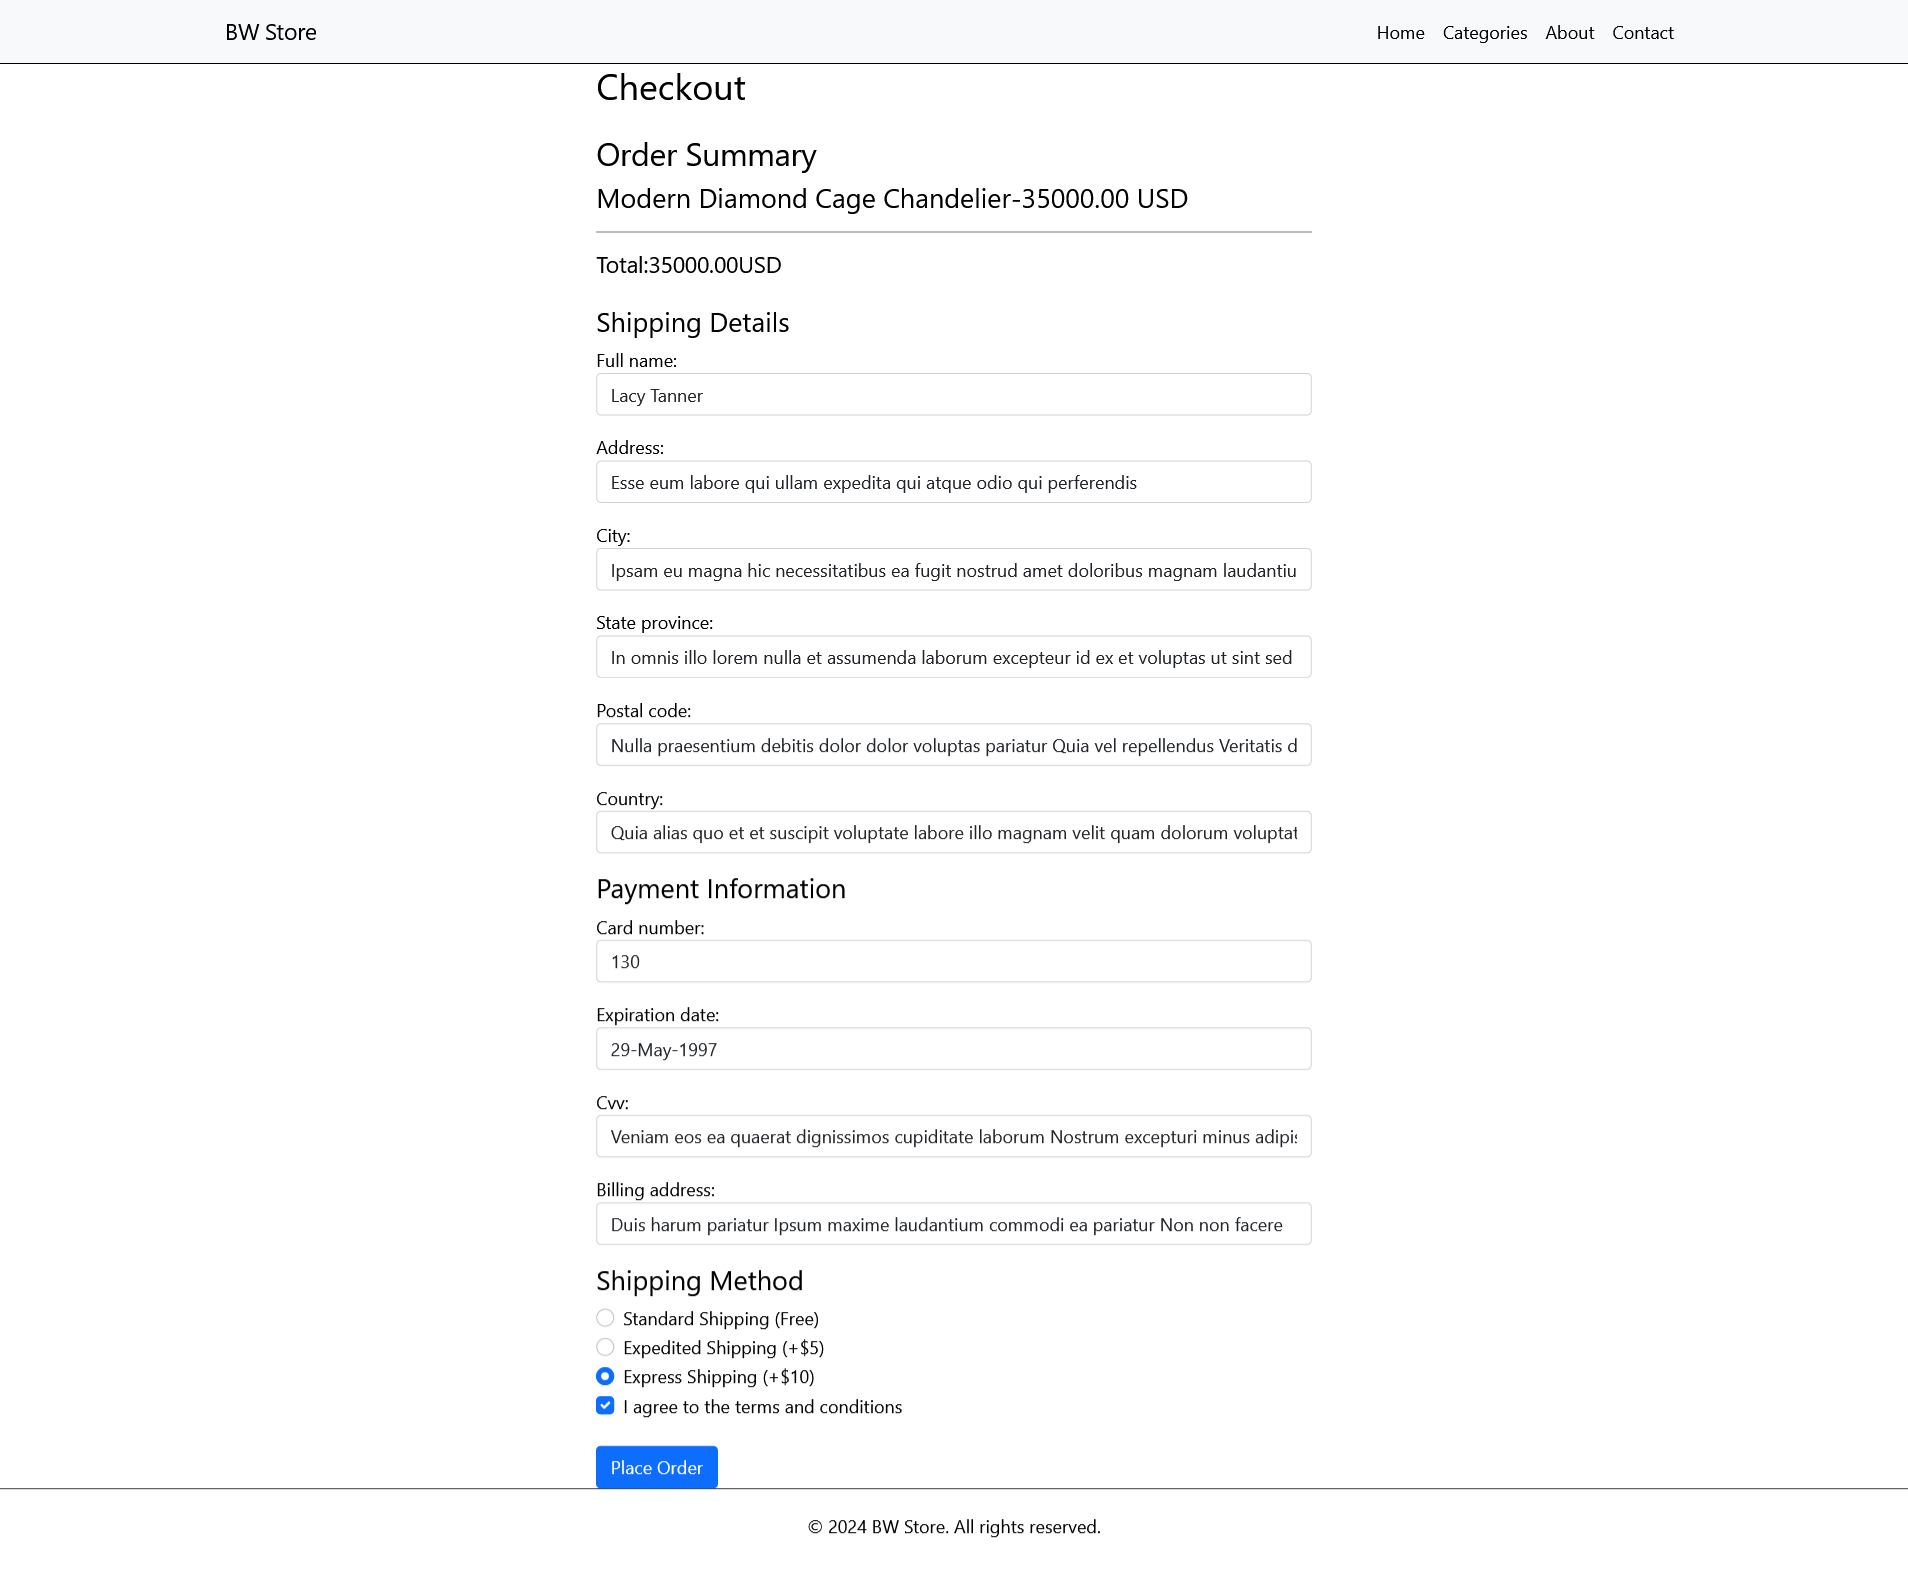 BW Store
Home Categories About Contact
Checkout
Order Summary
Modern Diamond Cage Chandelier-35000.00 USD
Total:35000.00USD
Shipping Details
Full name:
Lacy Tanner
Address:
Esse eum labore qui ullam expedita qui atque odio qui perferendis
City:
Ipsam eu magna hic necessitatibus ea fugit nostrud amet doloribus magnam laudantiu
State province:
In omnis illo lorem nulla et assumenda laborum excepteur id ex et voluptas ut sint sed
Postal code:
Nulla praesentium debitis dolor dolor voluptas pariatur Quia vel repellendus Veritatis d
Country:
Quia alias quo et et suscipit voluptate labore illo magnam velit quam dolorum voluptat
Payment Information
Card number:
130
Expiration date:
29-May-1997
Cvv:
Veniam eos ea quaerat dignissimos cupiditate laborum Nostrum excepturi minus adipis
Billing address:
Duis harum pariatur Ipsum maxime laudantium commodi ea pariatur Non non facere
Shipping Method
Standard Shipping (Free)
Expedited Shipping (+$5)
Express Shipping (+$10)
I agree to the terms and conditions
Place Order
© 2024 BW Store. All rights reserved.